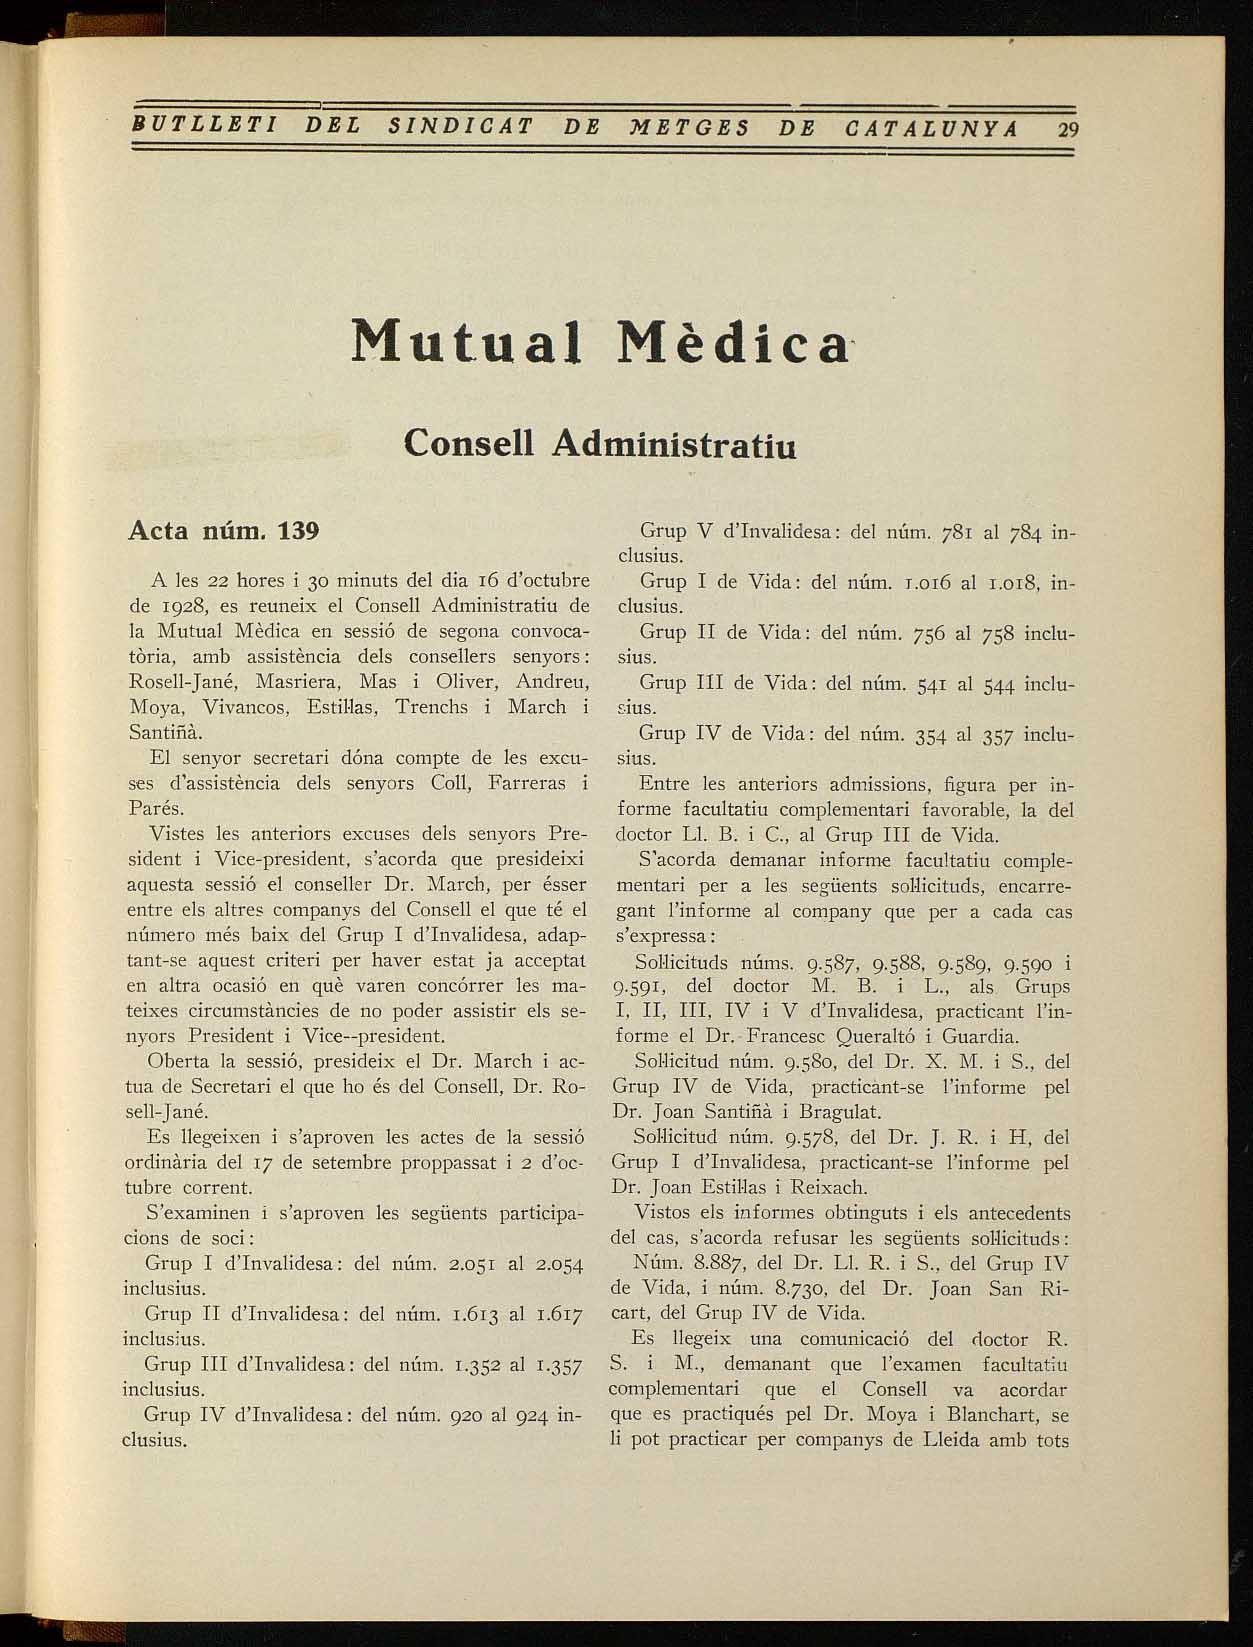 BUTLLETI DEL SINDICAT DE METGES DE CATALUNYA 29
Mutual Mèdica
Consell Administratiu
Acta núm. 139
A les 22 hores i 30 minuts del dia 16 d'octubre
de 1928, es reuneix el Consell Administratiu de
la Mutual Mèdica en sessió de segona convoca-
tòria, amb assistència dels consellers senyors:
Rosell-Jané, Masriera, Mas i Oliver, Andreu,
Moya, Vivancos, Estiŀlas, Trenchs i March i
Santiñà.
El senyor secretari dóna compte de les excu-
ses d'assistència dels senyors Coll, Farreras i
Parés.
Vistes les anteriors excuses dels senyors Pre-
sident i Vice-president, s'acorda que presideixi
aquesta sessió el conseller Dr. March, per ésser
entre els altres companys del Consell el que té el
número més baix del Grup I d'Invalidesa, adap-
tant-se aquest criteri per haver estat ja acceptat
en altra ocasió en què varen concórrer les ma-
teixes circumstàncies de no poder assistir els se-
nyors President i Vice--president.
Oberta la sessió, presideix el Dr. March i ac-
tua de Secretari el que ho és del Consell, Dr. Ro-
sell-Jané.
Es llegeixen i s'aproven les actes de la sessió
ordinària del 17 de setembre proppassat i 2 d'oc-
tubre corrent.
S'examinen i s'aproven les següents participa-
cions de soci:
Grup I d'Invalidesa: del núm. 2.051 al 2.054
inclusius.
Grup II d'Invalidesa: del núm. 1.613 al 1.617
inclusius.
Grup III d'Invalidesa: del núm. 1.352 al 1.357
inclusius.
Grup IV d'Invalidesa: del núm. 920 al 924 in-
clusius.
Grup V d'Invalidesa: del núm. 781 al 784 in-
clusius.
Grup I de Vida: del núm. 1.016 al 1.018, in-
clusius.
Grup II de Vida: del núm. 756 al 758 inclu-
sius.
Grup III de Vida: del núm. 541 al 544 inclu-
sius.
Grup IV de Vida: del núm. 354 al 357 inclu-
sius.
Entre les anteriors admissions, figura per in-
forme facultatiu complementari favorable, la del
doctor Ll. B. i C., al Grup III de Vida.
S'acorda demanar informe facultatiu comple-
mentari per a les següents soŀlicituds, encarre-
gant l'informe al company que per a cada cas
s'expressa:
Soŀlicituds núms. 9.587, 9.588, 9.589, 9.590 i
9.591, del doctor M. B. i L., als Grups
I, II, III, IV i V d'Invalidesa, practicant l'in-
forme el Dr. Francesc Queraltó i Guardia.
Soŀlicitud núm. 9.580, del Dr. X. M. i S., del
Grup IV de Vida, practicant-se l'informe pel
Dr. Joan Santiñà i Bragulat.
Soŀlicitud núm. 9.578, del Dr. J. R. i H, del
Grup I d'Invalidesa, practicant-se l'informe pel
Dr. Joan Estiŀlas i Reixach.
Vistos els informes obtinguts i els antecedents
del cas, s'acorda refusar les següents soŀlicituds:
Núm. 8.887, del Dr. Ll. R. i S., del Grup IV
de Vida, i núm. 8.730, del Dr. Joan San Ri-
cart, del Grup IV de Vida.
Es llegeix una comunicació del doctor R.
S. i M., demanant que l'examen facultatiu
complementari que el Consell va acordar
que es practiqués pel Dr. Moya i Blanchart, se
li pot practicar per companys de Lleida amb tots